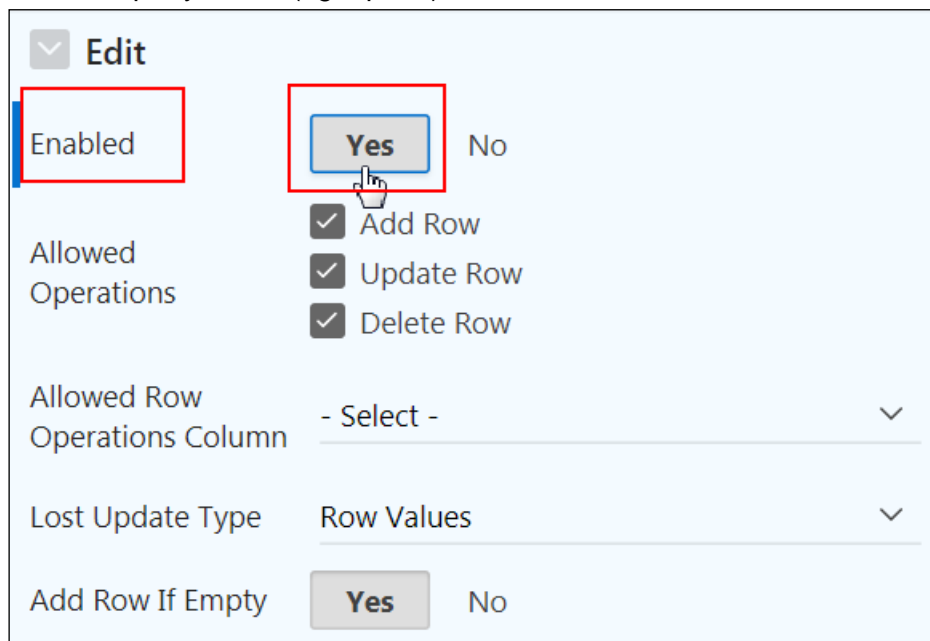 Edit
Enabled Yes No
Add Row
Allowed
Operations
Update Row
Delete Row
Allowed Row
Operations Column
- Select -
Lost Update Type Row Values
Add Row If Empty Yes No